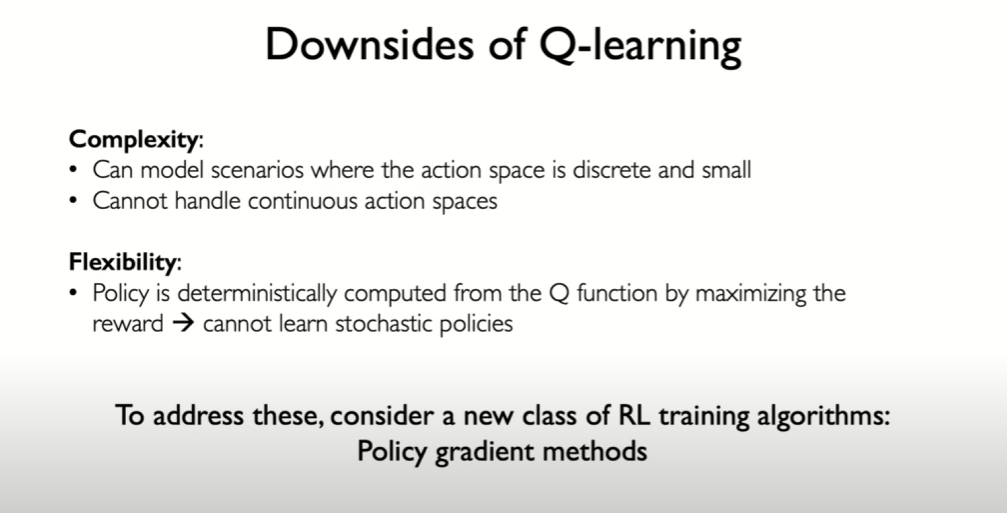 Downsides of Q-learning
Complexity:
• Can model scenarios where the action space is discrete and small
• Cannot handle continuous action spaces
Flexibility:
• Policy is deterministically computed from the Q function by maximizing the
reward → cannot learn stochastic policies
To address these, consider a new class of RL training algorithms:
Policy gradient methods